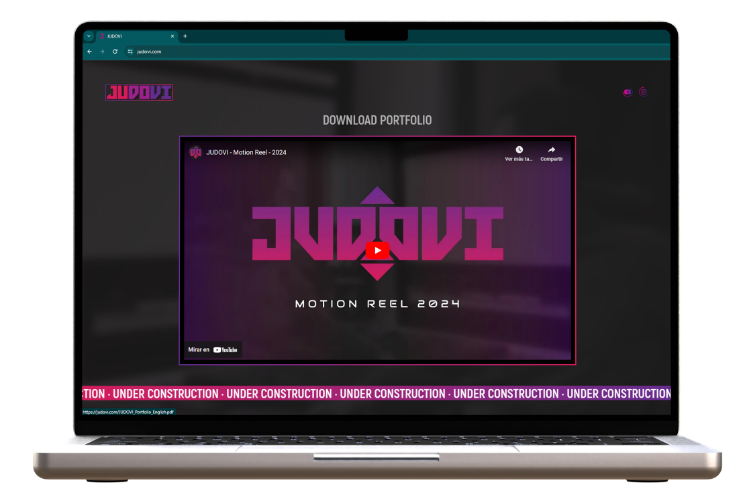 JUDOVI
judovi.com
JUDOVI
DOWNLOAD PORTFOLIO
JUDOVI - Motion Reel - 2024
Ver más ta... Compartir
JUDOVI
MOTION REEL 2024
Mirar en YouTube
TION · UNDER CONSTRUCTION · UNDER CONSTRUCTION · UNDER CONSTRUCTION · UNDER CONSTRUCTION · UNDER CONSTRUCTION
https://judovi.com/JUDOVI_Portfolio_English.pdf